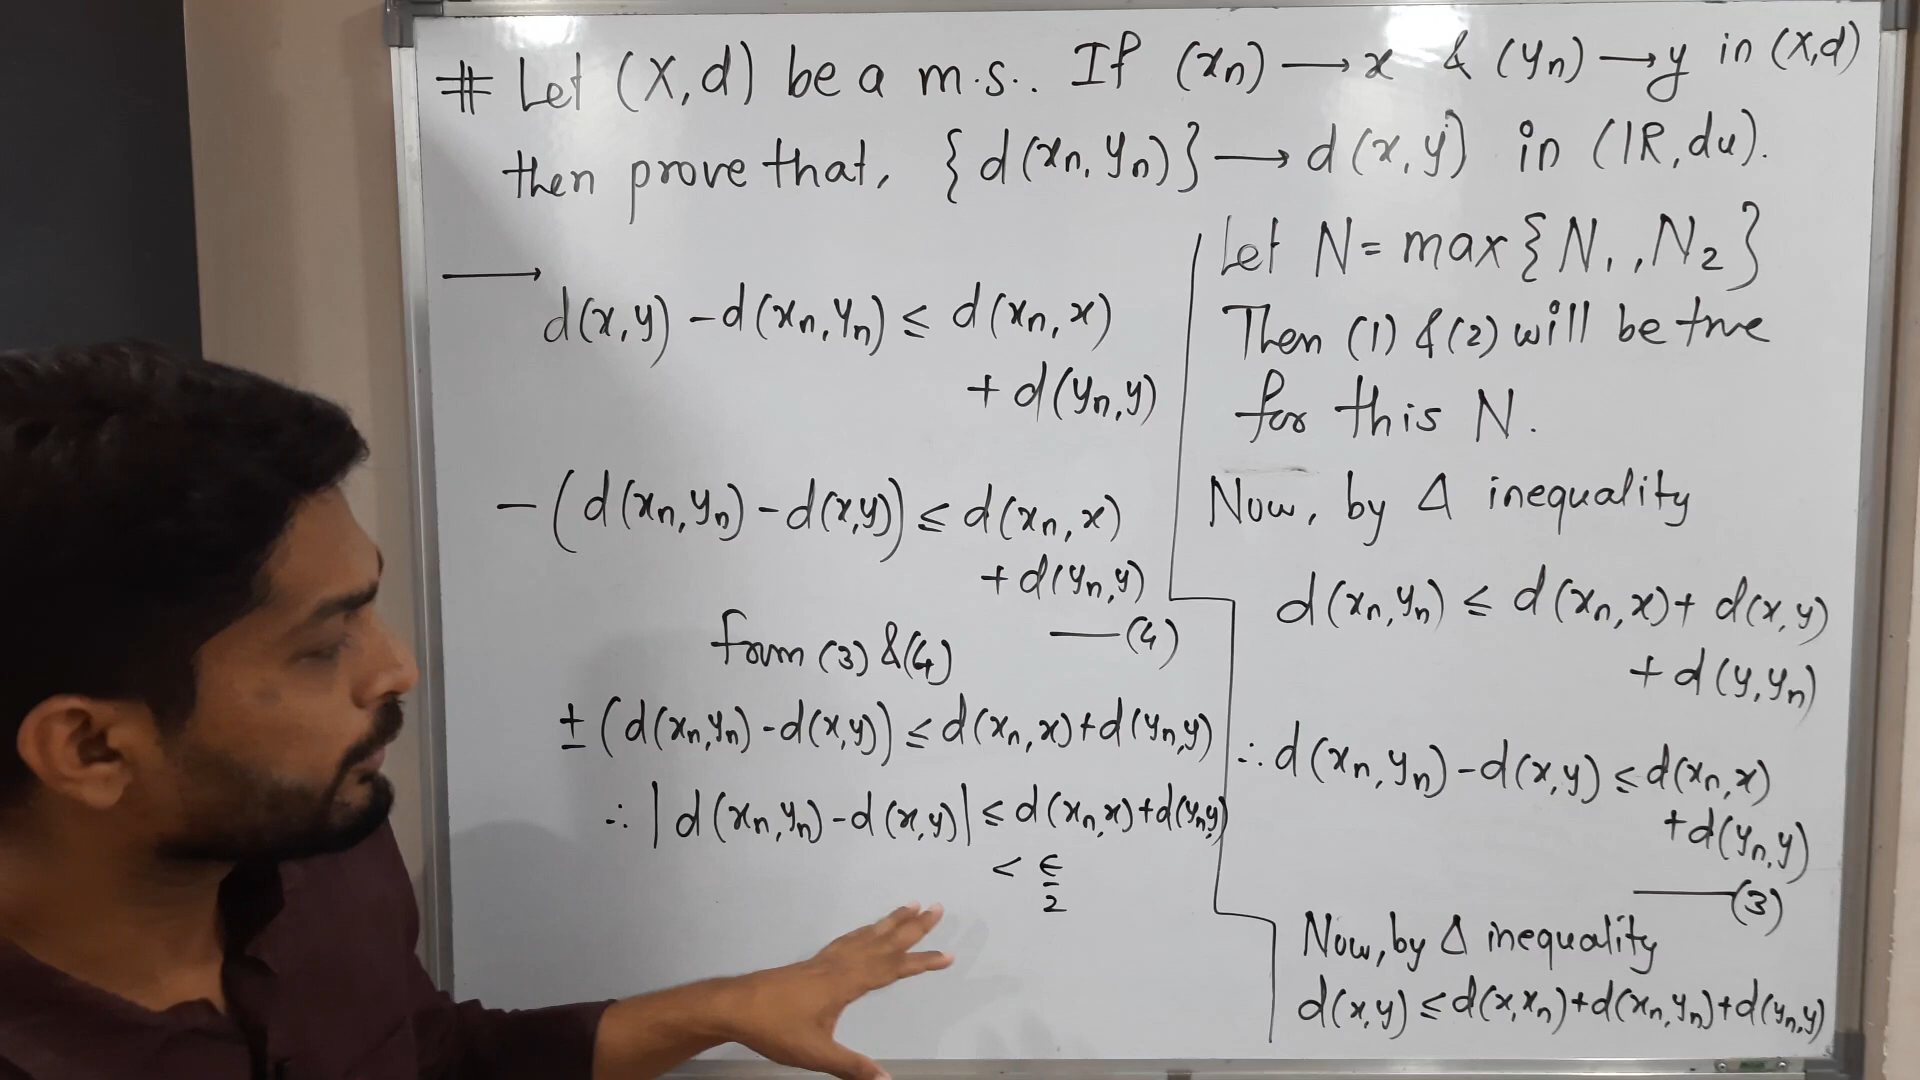 # Let (X,d) be a m.s.. If (xn) → x & (yn) → y in (X,d)
then prove that, {d(xn,yn)} → d(x,y) in (IR,du).
Let N = max{N1,,N2}
Then (1) &(2) will be true
for this N.
Now, by Δ inequality
d(xn,yn) ≤ d(xn,x)+ d(x,y)
+ d(y,yn)
∴ d(xn,yn)-d(x,y) ≤ d(xn,x)
+d(yn,y)
—(3)
Now, by Δ inequality
d(x,y) ≤ d(x,xn)+d(xn,yn)+d(yn,y)
→
d(x,y) - d(xn,yn) ≤ d(xn,x)
+ d(yn,y)
- (d(xn,yn) - d(x,y)) ≤ d(xn,x)
+ d(yn,y)
—(4)
from (3) &(4)
± (d(xn,yn) - d(x,y)) ≤ d(xn,x)+d(yn,y)
∴ |d(xn,yn)-d(x,y)| ≤ d(xn,x)+d(yn,y)
< ϵ/2